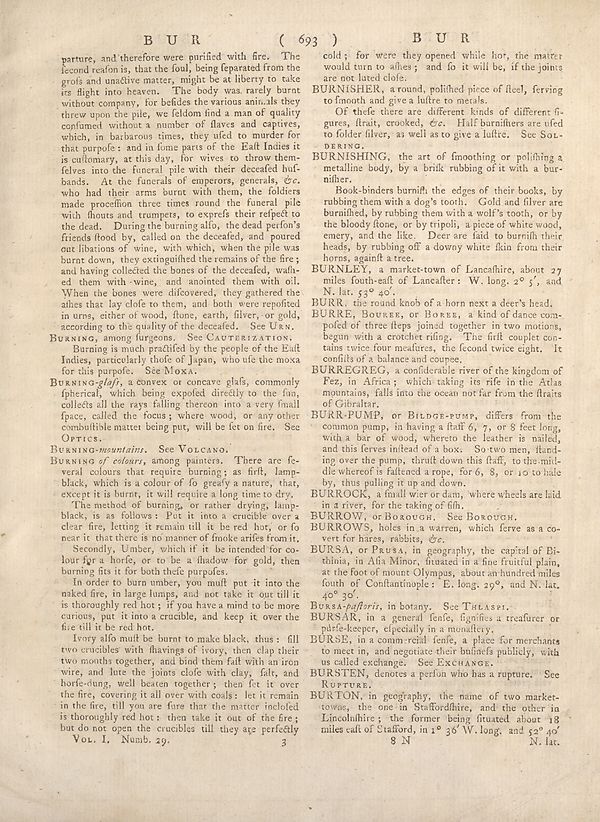 B U R ( 693 ) B U R
parture, and therefore were purified with fire. The
ſecond reaſon is, that the ſoul, being ſeparated from the
groſs and unactive matter, might be at liberty to take
its flight into heaven. The body was rarely burnt
without company, for beſides the various animals they
threw upon the pile, we ſeldom find a man of quality
conſumed without a number of ſlaves and captives,
which, in barbarous times, they uſed to murder for
that purpoſe: and in ſome parts of the Eaſt Indies it
is cuſtomary, at this day, for wives to throw them-
ſelves into the funeral pile with their deceaſed huſ-
bands. At the funerals of emperors, generals, &c.
who had their arms burnt with them, the ſoldiers
made proceſſion three times round the funeral pile
with ſhouts and trumpets, to expreſs their reſpect to
the dead. During the burning alſo, the dead perſon's
friends ſtood by, called on the deceaſed, and poured
out libations of wine, with which, when the pile was
burnt down, they extinguiſhed the remains of the fire;
and having collected the bones of the deceaſed, waſh-
ed them with wine, and anointed them with oil.
When the bones were diſcovered, they gathered the
aſhes that lay cloſe to them, and both were repoſited
in urns, either of wood, ſtone, earth, ſilver, or gold,
according to the quality of the deceaſed. See URN.
BURNING, among ſurgeons. See CAUTERIZATION.
Burning is much practiſed by the people of the Eaſt
Indies, particularly thoſe of Japan, who uſe the moxa
for this purpoſe. See MOXA.
BURNING-glaſs, a convex or concave glaſs, commonly
ſpherical, which being expoſed directly to the ſun,
collects all the rays falling thereon into a very ſmall
ſpace, called the focus; where wood, or any other
combuſtible matter being put, will be ſet on fire. See
OPTICS.
BURNING-mountains. See VOLCANO.
BURNING of colours, among painters. There are ſe-
veral colours that require burning; as firſt, lamp-
black, which is a colour of ſo greaſy a nature, that,
except it is burnt, it will require a long time to dry.
The method of burning, or rather drying, lamp-
black, is as follows: Put it into a crucible over a
clear fire, letting it remain till it be red hot, or ſo
near it that there is no manner of ſmoke ariſes from it.
Secondly, Umber, which if it be intended for co-
lour for a horſe, or to be a ſhadow for gold, then
burning fits it for both theſe purpoſes.
In order to burn umber, you muſt put it into the
naked fire, in large lumps, and not take it out till it
is thoroughly red hot; if you have a mind to be more
curious, put it into a crucible, and keep it over the
fire till it be red hot.
Ivory alſo muſt be burnt to make black, thus: fill
two crucibles with ſhavings of ivory, then clap their
two mouths together, and bind them faſt with an iron
wire, and lute the joints cloſe with clay, ſalt, and
horſe-dung, well beaten together; then ſet it over
the fire, covering it all over with coals: let it remain
in the fire, till you are ſure that the matter incloſed
is thoroughly red hot: then take it out of the fire;
but do not open the crucibles till they are perfectly
VOL. I. Numb. 29. 3
cold; for were they opened while hot, the matter
would turn to aſhes; and ſo it will be, if the joints
are not luted cloſe.
BURNISHER, a round, poliſhed piece of ſteel, ſerving
to ſmooth and give a luſtre to metals.
Of theſe there are different kinds of different fi-
gures, ſtrait, crooked, &c. Half burniſhers are uſed
to ſolder ſilver, as well as to give a luſtre. See SOL-
DERING.
BURNISHING, the art of ſmoothing or poliſhing a
metalline body, by a briſk rubbing of it with a bur-
niſher.
Book-binders burniſh the edges of their books, by
rubbing them with a dog's tooth. Gold and ſilver are
burniſhed, by rubbing them with a wolf's tooth, or by
the bloody ſtone, or by tripoli, a piece of white wood,
emery, and the like. Deer are ſaid to burniſh their
heads, by rubbing off a downy white ſkin from their
horns, againſt a tree.
BURNLEY, a market-town of Lancaſhire, about 27
miles ſouth-eaſt of Lancaſter: W. long. 2° 5′, and
N. lat. 53° 40′.
BURR, the round knob of a horn next a deer's head.
BURRE, BOUREE, or BOREE, a kind of dance com-
poſed of three ſteps joined together in two motions,
begun with a crotchet riſing. The firſt couplet con-
tains twice four meaſures, the ſecond twice eight. It
conſiſts of a balance and coupee.
BURREGREG, a conſiderable river of the kingdom of
Fez, in Africa; which taking its riſe in the Atlas
mountains, falls into the ocean not far from the ſtraits
of Gibraltar.
BURR-PUMP, or BILDGE-PUMP, differs from the
common pump, in having a ſtaff 6, 7, or 8 feet long,
with a bar of wood, whereto the leather is nailed,
and this ſerves inſtead of a box. So two men, ſtand-
ing over the pump, thruſt down this ſtaff, to the mid-
dle whereof is faſtened a rope, for 6, 8, or 10 to hale
by, thus pulling it up and down.
BURROCK, a ſmall wier or dam, where wheels are laid
in a river, for the taking of fiſh.
BURROW, or BOROUGH. See BOROUGH.
BURROWS, holes in a warren, which ſerve as a co-
vert for hares, rabbits, &c.
BURSA, or PRUSA, in geography, the capital of Bi-
thinia, in Aſia Minor, ſituated in a fine fruitful plain,
at the foot of mount Olympus, about an hundred miles
ſouth of Conſtantinople: E. long. 29°, and N. lat.
40° 30′.
BURSA-paſtoris, in botany. See THLASPI.
BURSAR, in a general ſenſe, ſignifies a treaſurer or
purſe-keeper, eſpecially in a monaſtery.
BURSE, in a commercial ſenſe, a place for merchants
to meet in, and negotiate their buſineſs publicly, with
us called exchange. See EXCHANGE.
BURSTEN, denotes a perſon who has a rupture. See
RUPTURE.
BURTON, in geography, the name of two market-
towns, the one in Staffordſhire, and the other in
Lincolnſhire; the former being ſituated about 18
miles eaſt of Stafford, in 1° 36′ W. long. and 52° 40′
8 N N. lat.